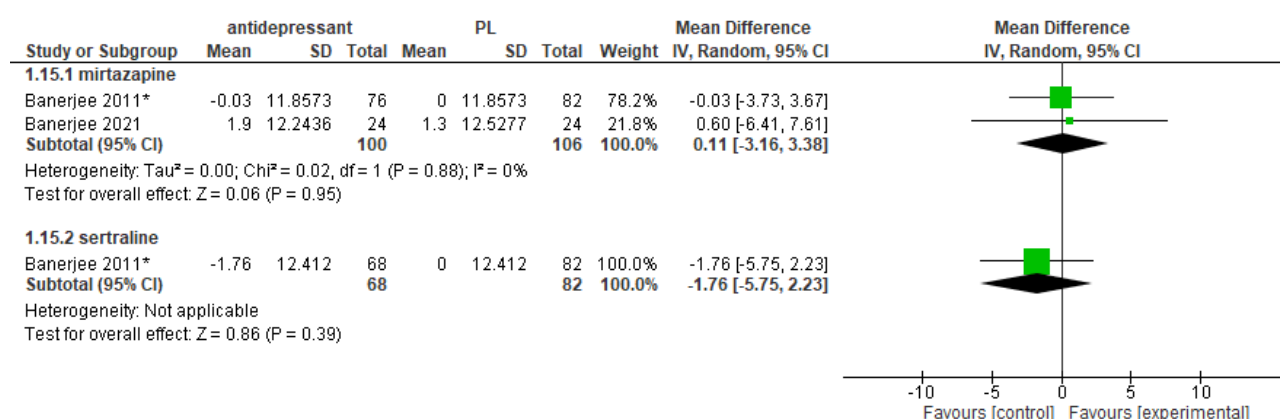 antidepressant PL Mean Difference Mean Difference
Study or Subgroup Mean SD Total Mean SD Total Weight IV, Random, 95% CI IV, Random, 95% CI
1.15.1 mirtazapine
Banerjee 2011* -0.03 11.8573 76 0 11.8573 82 78.2% -0.03 [-3.73, 3.67]
Banerjee 2021 1.9 12.2436 24 1.3 12.5277 24 21.8% 0.60 [-6.41, 7.61]
Subtotal (95% CI) 100 106 100.0% 0.11 [-3.16, 3.38]
Heterogeneity: Tau² = 0.00; Chi² = 0.02, df = 1 (P = 0.88); I² = 0%
Test for overall effect: Z = 0.06 (P = 0.95)
1.15.2 sertraline
Banerjee 2011* -1.76 12.412 68 0 12.412 82 100.0% -1.76 [-5.75, 2.23]
Subtotal (95% CI) 68 82 100.0% -1.76 [-5.75, 2.23]
Heterogeneity: Not applicable
Test for overall effect: Z = 0.86 (P = 0.39)
-10 -5 0 5 10
Favours [control] Favours [experimental]